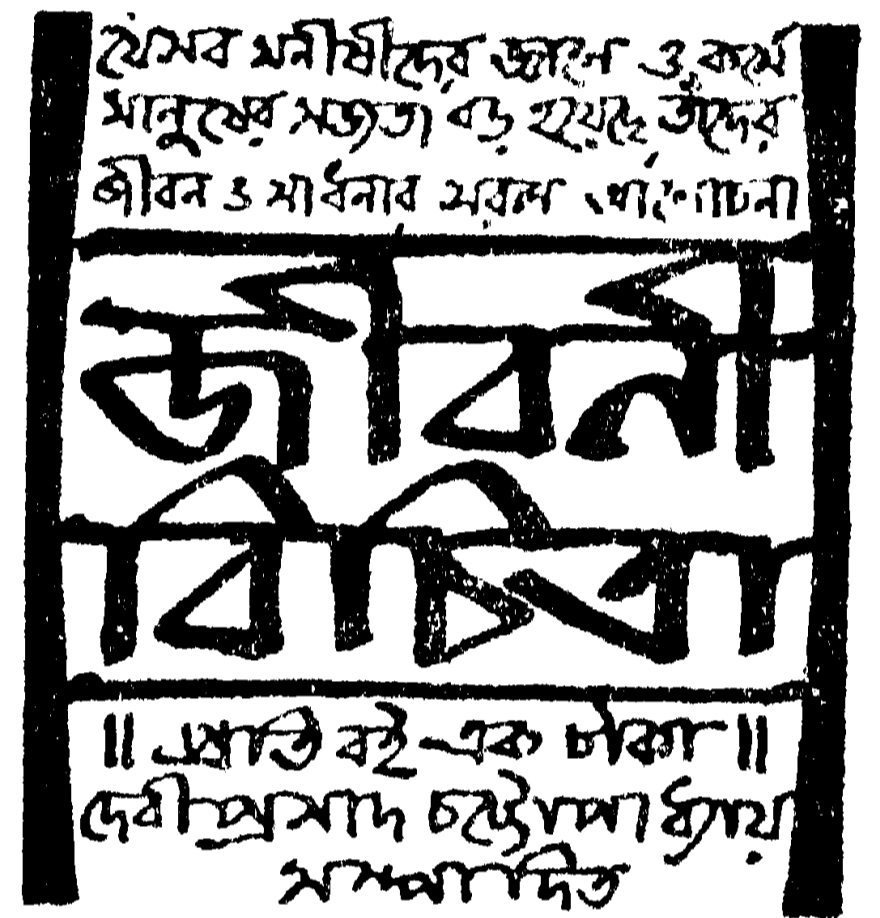 যেসব মনীষীদের জ্ঞানে ও কর্মে
মানুষের সভ্যতা বড় হয়েছে তাঁদের
জীবন ও সাধনার সরল আলোচনা
জীবনী
বিচিত্রা
॥ প্রতি বই এক টাকা ॥
দেবীপ্রসাদ চট্টোপাধ্যায়
সম্পাদিত